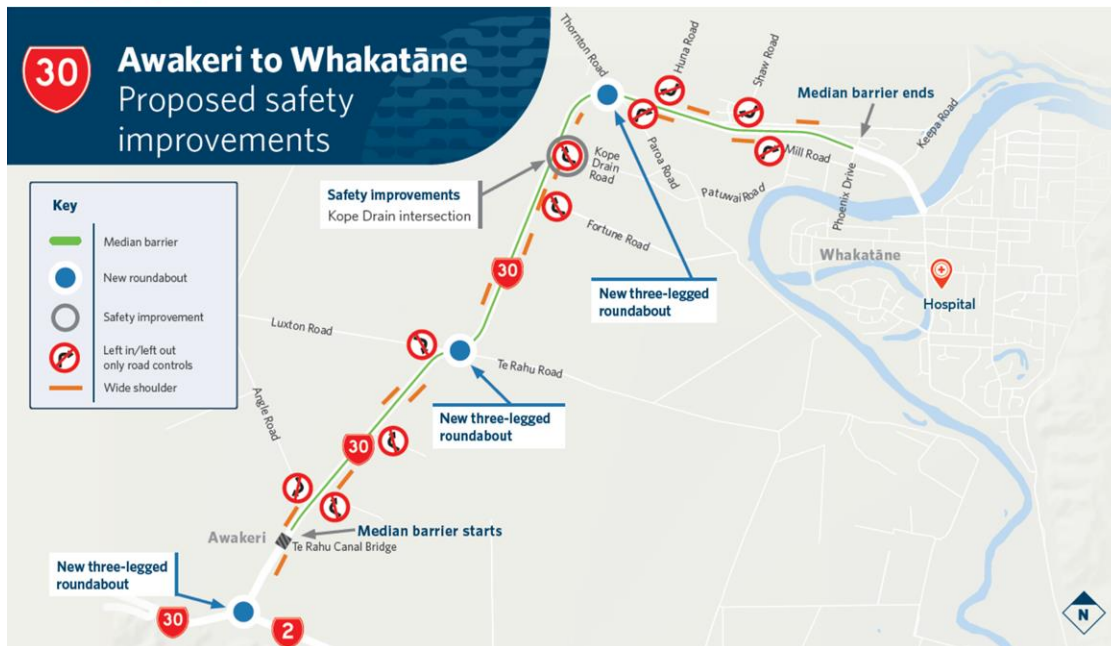 30
Awakeri to Whakatāne
Proposed safety
improvements
Key
Median barrier
New roundabout
Safety improvement
Left in/left out
only road controls
Wide shoulder
Thornton Road
Huna Road
Shaw Road
Median barrier ends
Keepa Road
Safety improvements
Kope Drain intersection
Kope
Drain
Road
Paroa Road
Mill Road
Patuwai Road
Phoenix Drive
Fortune Road
Whakatāne
Hospital
30
New three-legged
roundabout
Luxton Road
Te Rahu Road
Angle Road
New three-legged
roundabout
30
Median barrier starts
Awakeri
Te Rahu Canal Bridge
New three-legged
roundabout
30
2
N